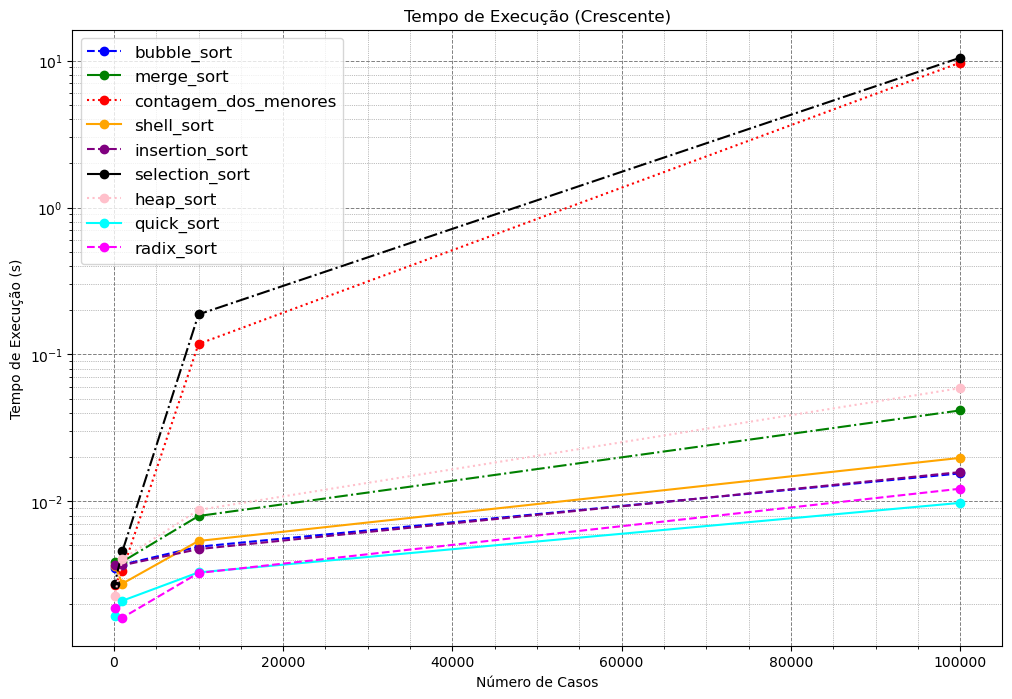 Tempo de Execução (Crescente)
bubble_sort
merge_sort
contagem_dos_menores
shell_sort
insertion_sort
selection_sort
heap_sort
quick_sort
radix_sort
10¹
10⁰
10⁻¹
10⁻²
Tempo de Execução (s)
0 20000 40000 60000 80000 100000
Número de Casos